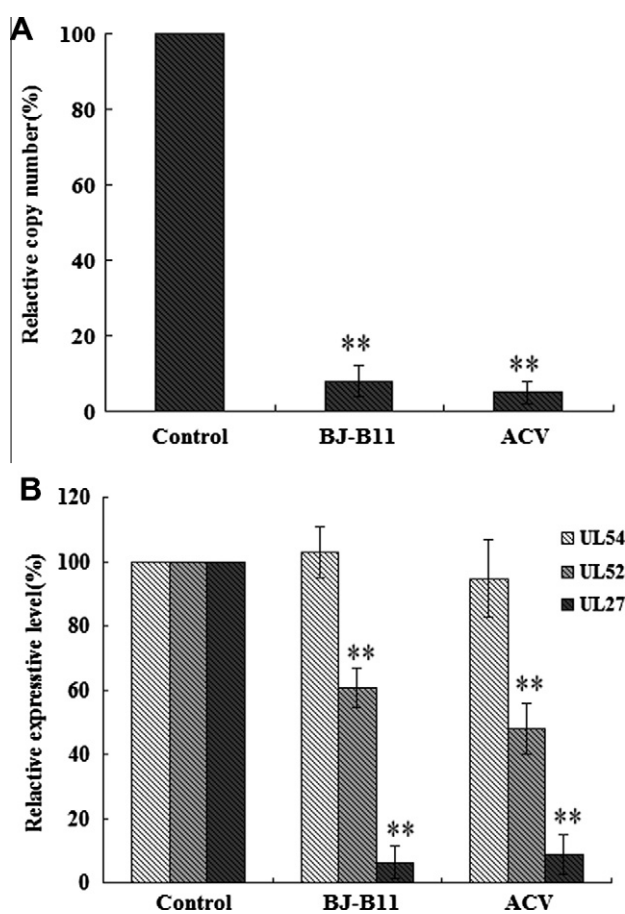 A
Relactive copy number(%)
100
80
60
40
20
0
**
**
Control BJ-B11 ACV
B
Relactive expresstive level(%)
120
100
80
60
40
20
0
UL54
UL52
UL27
**
**
**
**
Control BJ-B11 ACV